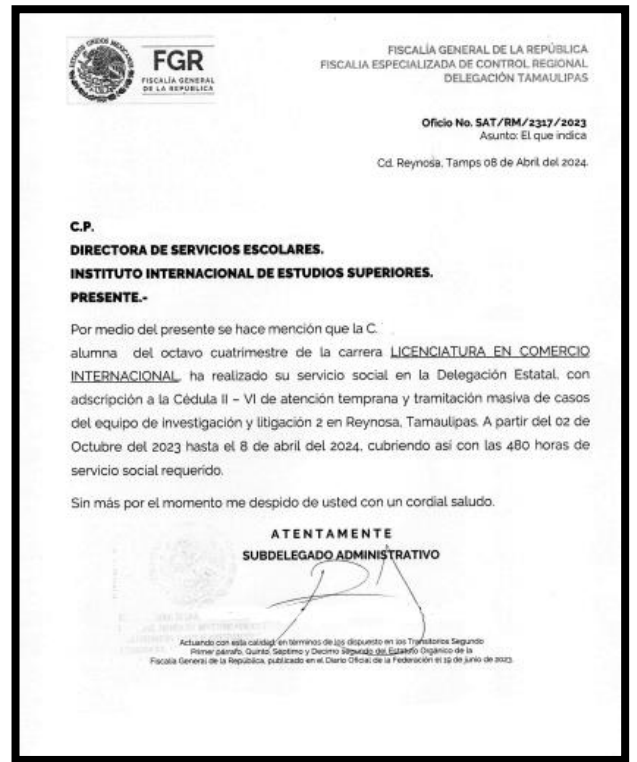 ESTADOS UNIDOS MEXICANOS
FGR
FISCALÍA GENERAL
DE LA REPÚBLICA
FISCALÍA GENERAL DE LA REPÚBLICA
FISCALIA ESPECIALIZADA DE CONTROL REGIONAL
DELEGACIÓN TAMAULIPAS
Oficio No. SAT/RM/2317/2023
Asunto: El que indica
Cd. Reynosa, Tamps 08 de Abril del 2024.
C.P.
DIRECTORA DE SERVICIOS ESCOLARES.
INSTITUTO INTERNACIONAL DE ESTUDIOS SUPERIORES.
PRESENTE.-
Por medio del presente se hace mención que la C.
alumna del octavo cuatrimestre de la carrera LICENCIATURA EN COMERCIO
INTERNACIONAL, ha realizado su servicio social en la Delegación Estatal, con
adscripción a la Cédula II – VI de atención temprana y tramitación masiva de casos
del equipo de investigación y litigación 2 en Reynosa, Tamaulipas. A partir del 02 de
Octubre del 2023 hasta el 8 de abril del 2024, cubriendo así con las 480 horas de
servicio social requerido.
Sin más por el momento me despido de usted con un cordial saludo.
ATENTAMENTE
SUBDELEGADO ADMINISTRATIVO
Actuando con esta calidad, en términos de los dispuesto en los Transitorios Segundo
Primer párrafo, Quinto, Séptimo y Decimo segundo del Estatuto Orgánico de la
Fiscalía General de la República, publicado en el Diario Oficial de la Federación el 19 de junio de 2023.